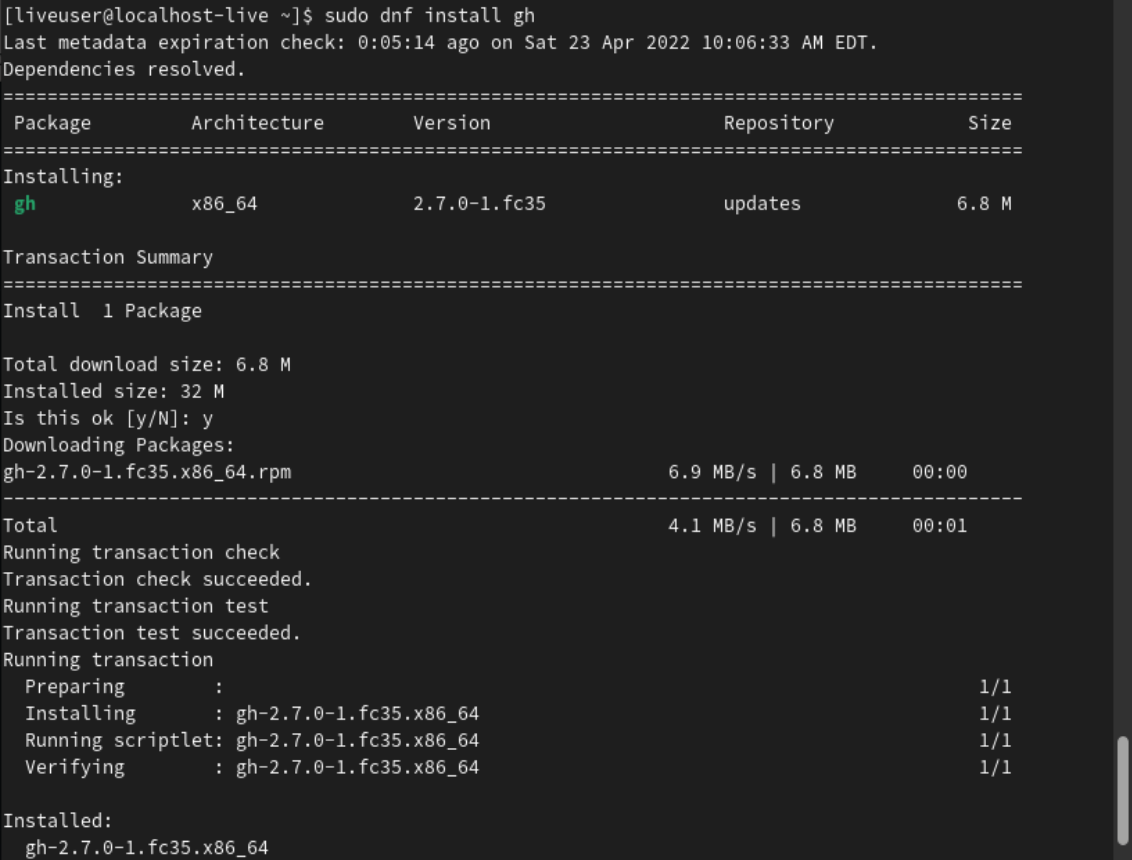 [liveuser@localhost-live ~]$ sudo dnf install gh
Last metadata expiration check: 0:05:14 ago on Sat 23 Apr 2022 10:06:33 AM EDT.
Dependencies resolved.
============================================================================================
 Package         Architecture        Version                     Repository            Size
============================================================================================
Installing:
 gh              x86_64              2.7.0-1.fc35                updates              6.8 M

Transaction Summary
============================================================================================
Install  1 Package

Total download size: 6.8 M
Installed size: 32 M
Is this ok [y/N]: y
Downloading Packages:
gh-2.7.0-1.fc35.x86_64.rpm                                  6.9 MB/s | 6.8 MB     00:00
--------------------------------------------------------------------------------------------
Total                                                       4.1 MB/s | 6.8 MB     00:01
Running transaction check
Transaction check succeeded.
Running transaction test
Transaction test succeeded.
Running transaction
  Preparing        :                                                                    1/1
  Installing       : gh-2.7.0-1.fc35.x86_64                                             1/1
  Running scriptlet: gh-2.7.0-1.fc35.x86_64                                             1/1
  Verifying        : gh-2.7.0-1.fc35.x86_64                                             1/1

Installed:
  gh-2.7.0-1.fc35.x86_64